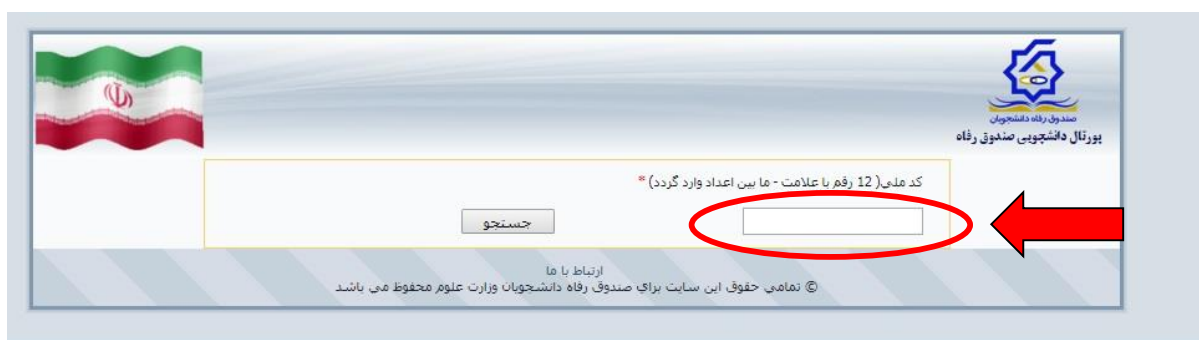 صندوق رفاه دانشجویان
پورتال دانشجویی صندوق رفاه
کد ملی( 12 رقم با علامت - ما بین اعداد وارد گردد) *
جستجو
ارتباط با ما
© تمامي حقوق اين سايت براي صندوق رفاه دانشجويان وزارت علوم محفوظ مي باشد